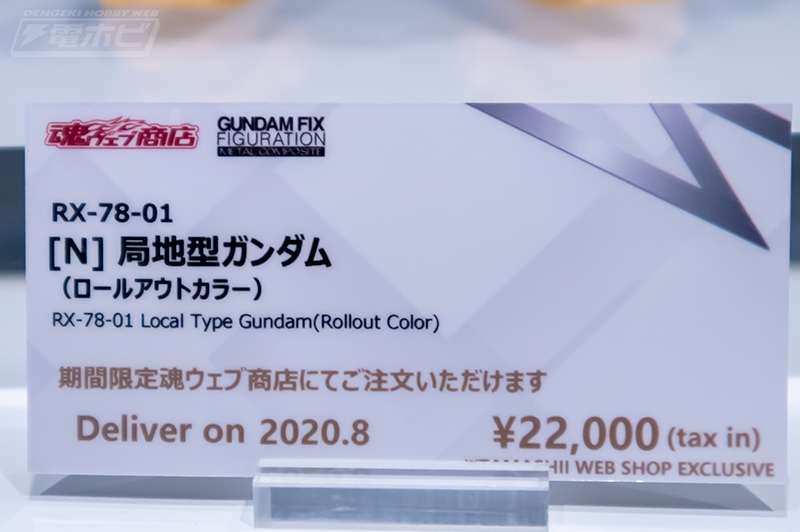 DENGEKI HOBBY WEB
電ホビ
魂ウェブ商店
GUNDAM FIX
FIGURATION
METAL COMPOSITE
RX-78-01
[N] 局地型ガンダム
（ロールアウトカラー）
RX-78-01 Local Type Gundam(Rollout Color)
期間限定魂ウェブ商店にてご注文いただけます
Deliver on 2020.8
¥22,000 (tax in)
※TAMASHII WEB SHOP EXCLUSIVE